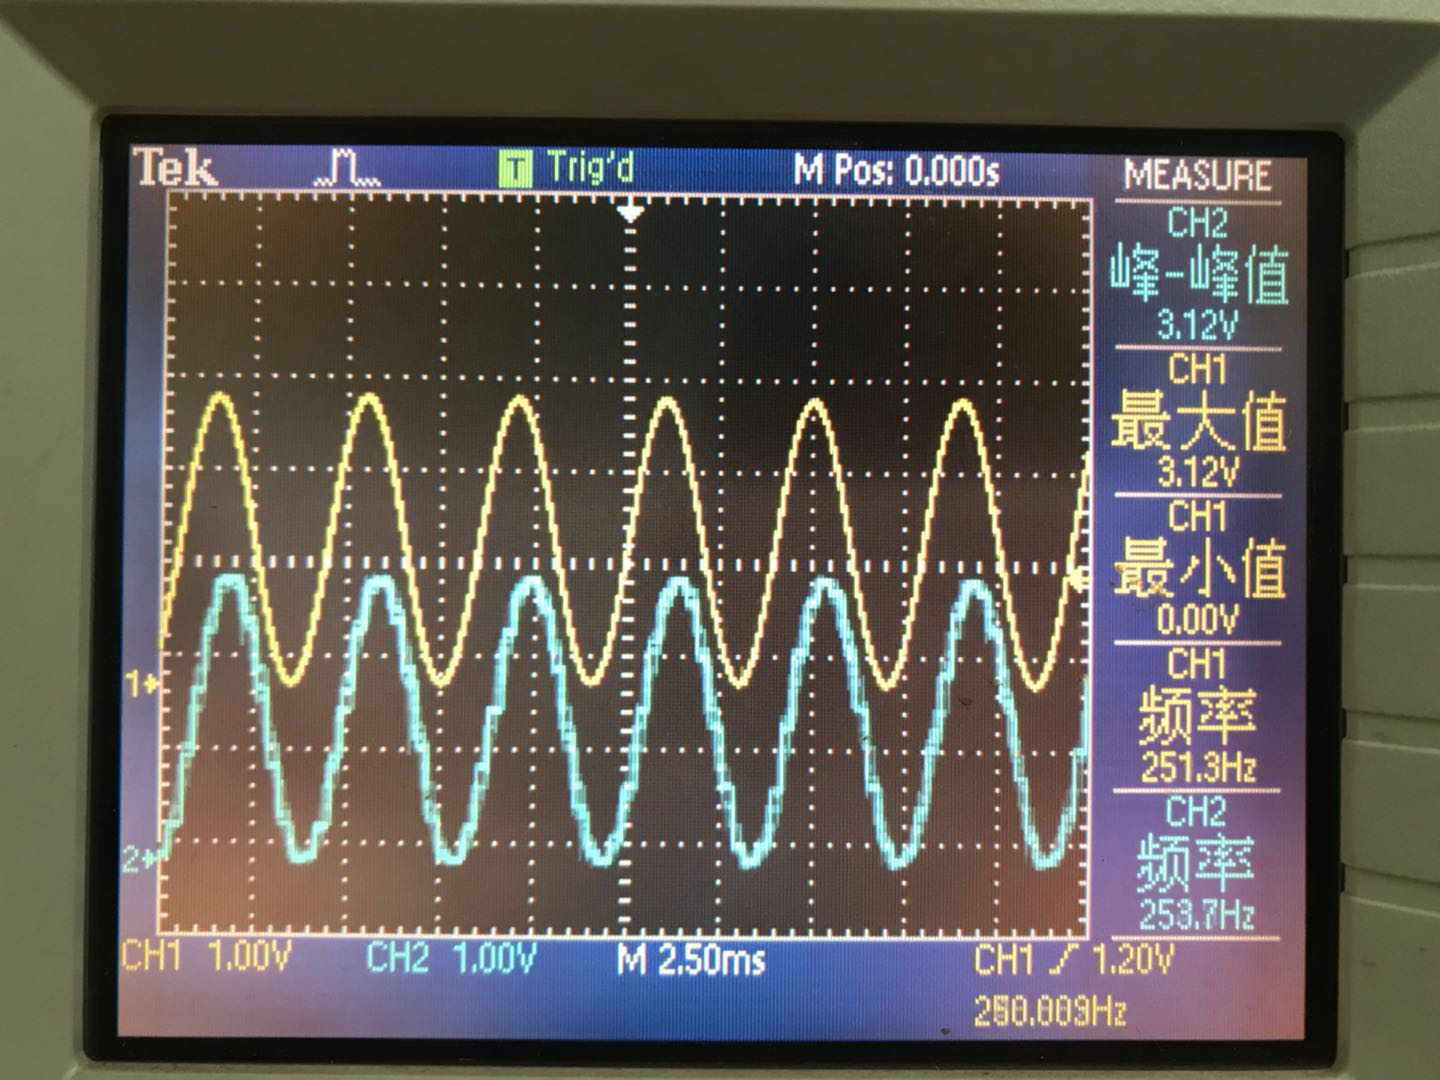 Tek
T Trig'd
M Pos: 0.000s
MEASURE
CH2
峰-峰值
3.12V
CH1
最大值
3.12V
CH1
最小值
0.00V
CH1
频率
251.3Hz
CH2
频率
253.7Hz
1
2
CH1 1.00V
CH2 1.00V
M 2.50ms
CH1 / 1.20V